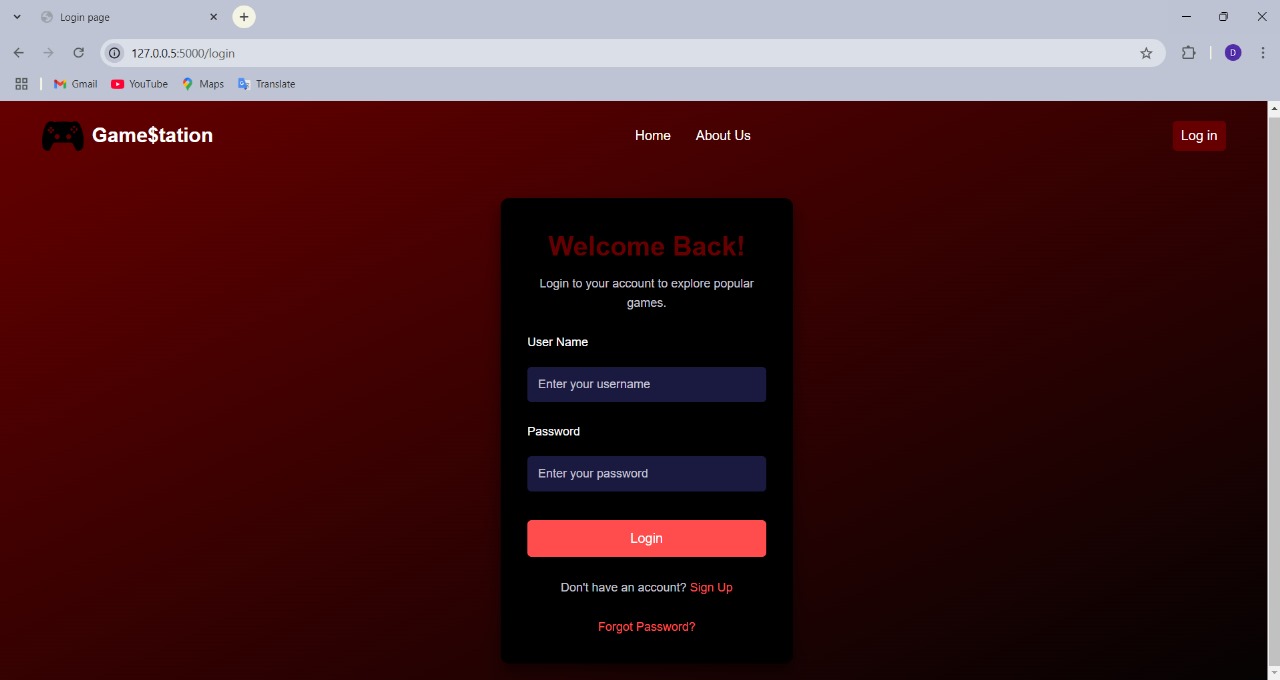 Login page
127.0.0.5:5000/login
D
Gmail YouTube Maps Translate
Game$tation
Home About Us
Log in
Welcome Back!
Login to your account to explore popular
games.
User Name
Enter your username
Password
Enter your password
Login
Don't have an account? Sign Up
Forgot Password?